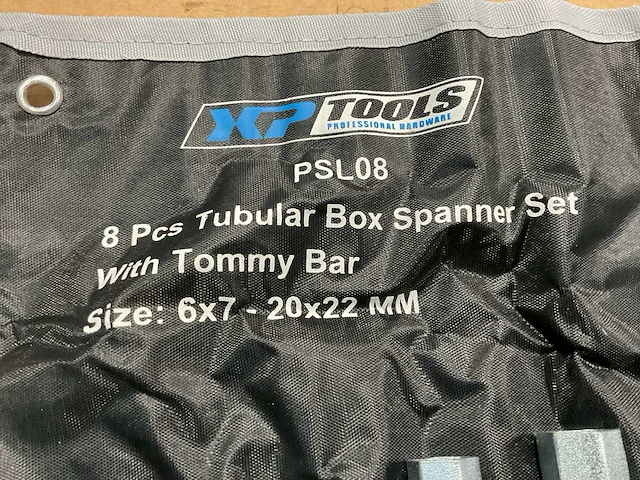 XP TOOLS
PROFESSIONAL HARDWARE
PSL08
8 Pcs Tubular Box Spanner Set
With Tommy Bar
Size: 6x7 - 20x22 MM